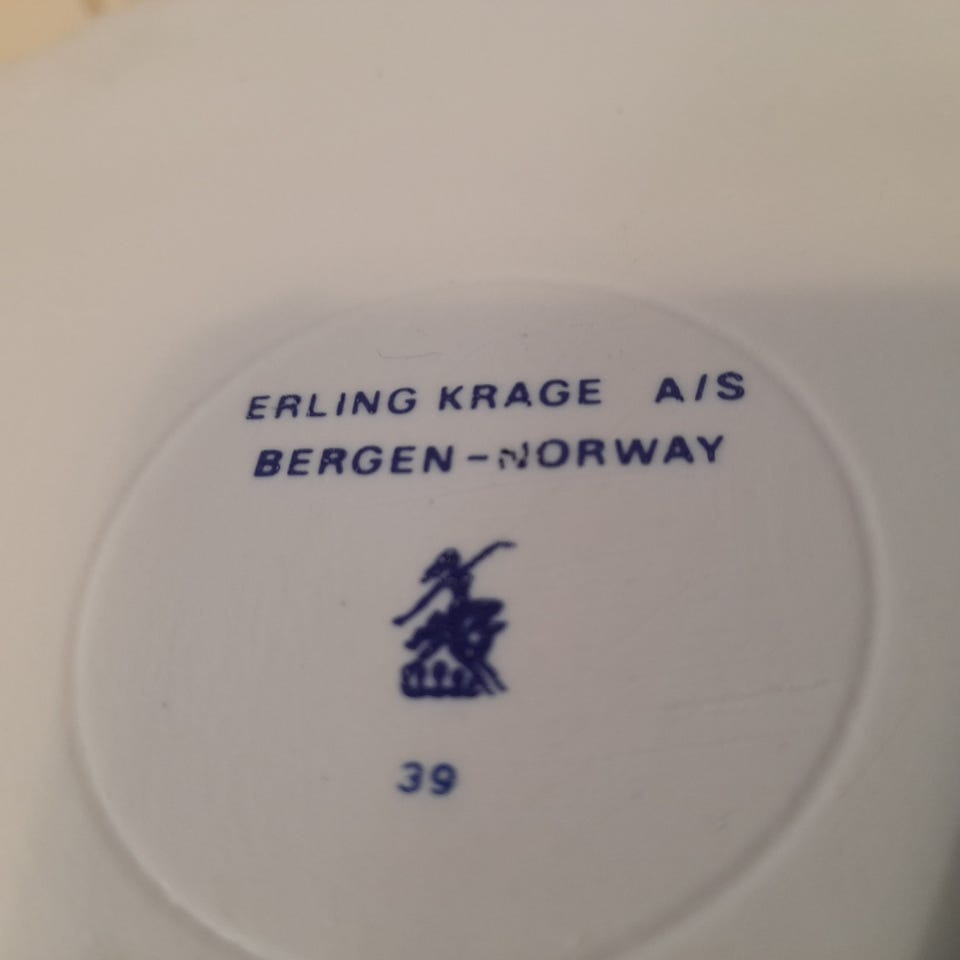 ERLING KRAGE A/S
BERGEN-NORWAY
39